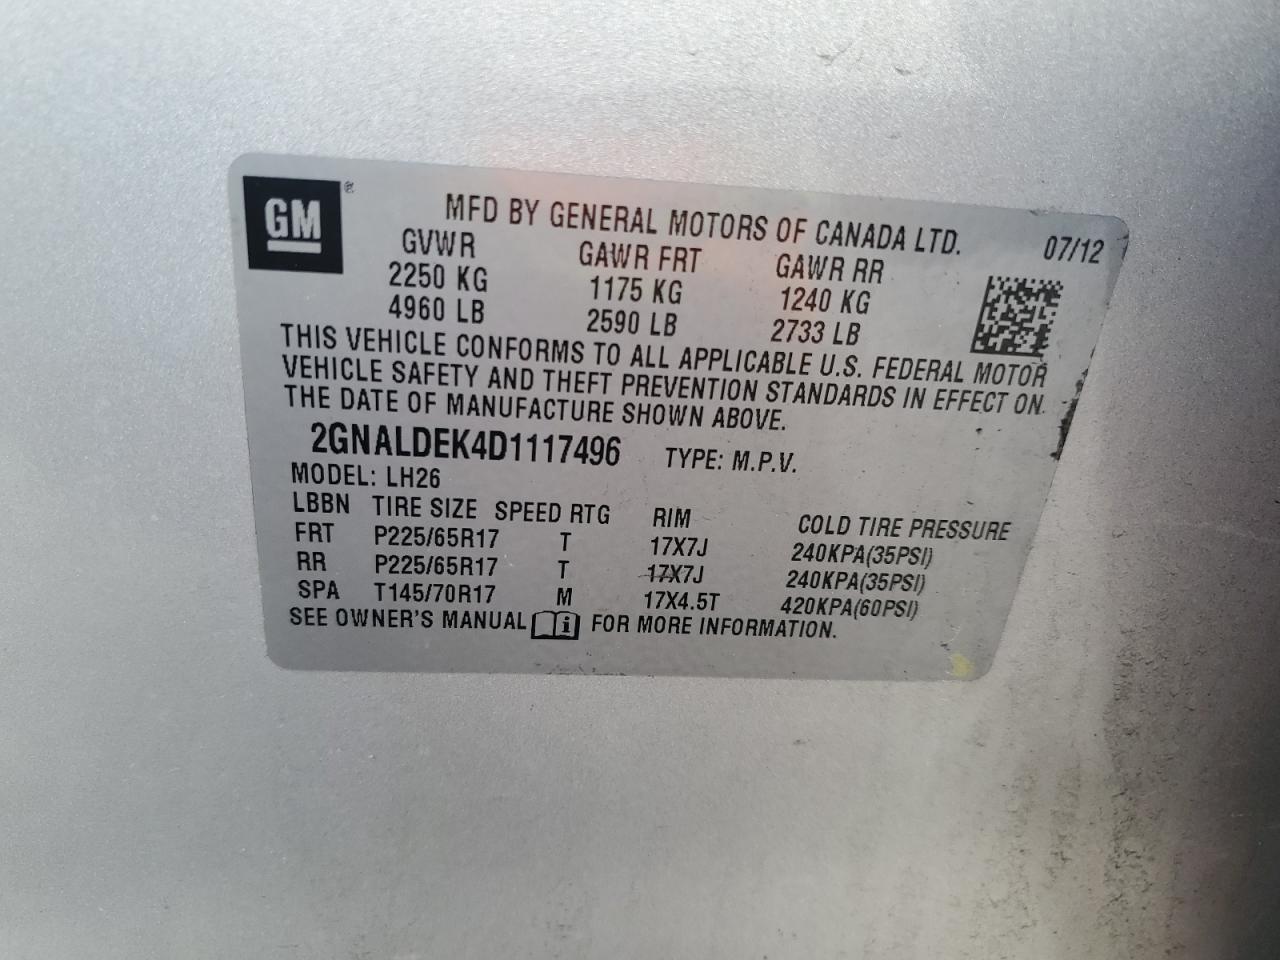 GM ®
MFD BY GENERAL MOTORS OF CANADA LTD. 07/12
GVWR GAWR FRT GAWR RR
2250 KG 1175 KG 1240 KG
4960 LB 2590 LB 2733 LB
THIS VEHICLE CONFORMS TO ALL APPLICABLE U.S. FEDERAL MOTOR
VEHICLE SAFETY AND THEFT PREVENTION STANDARDS IN EFFECT ON
THE DATE OF MANUFACTURE SHOWN ABOVE.
2GNALDEK4D1117496 TYPE: M.P.V.
MODEL: LH26
LBBN TIRE SIZE SPEED RTG RIM COLD TIRE PRESSURE
FRT P225/65R17 T 17X7J 240KPA(35PSI)
RR P225/65R17 T 17X7J 240KPA(35PSI)
SPA T145/70R17 M 17X4.5T 420KPA(60PSI)
SEE OWNER'S MANUAL i FOR MORE INFORMATION.